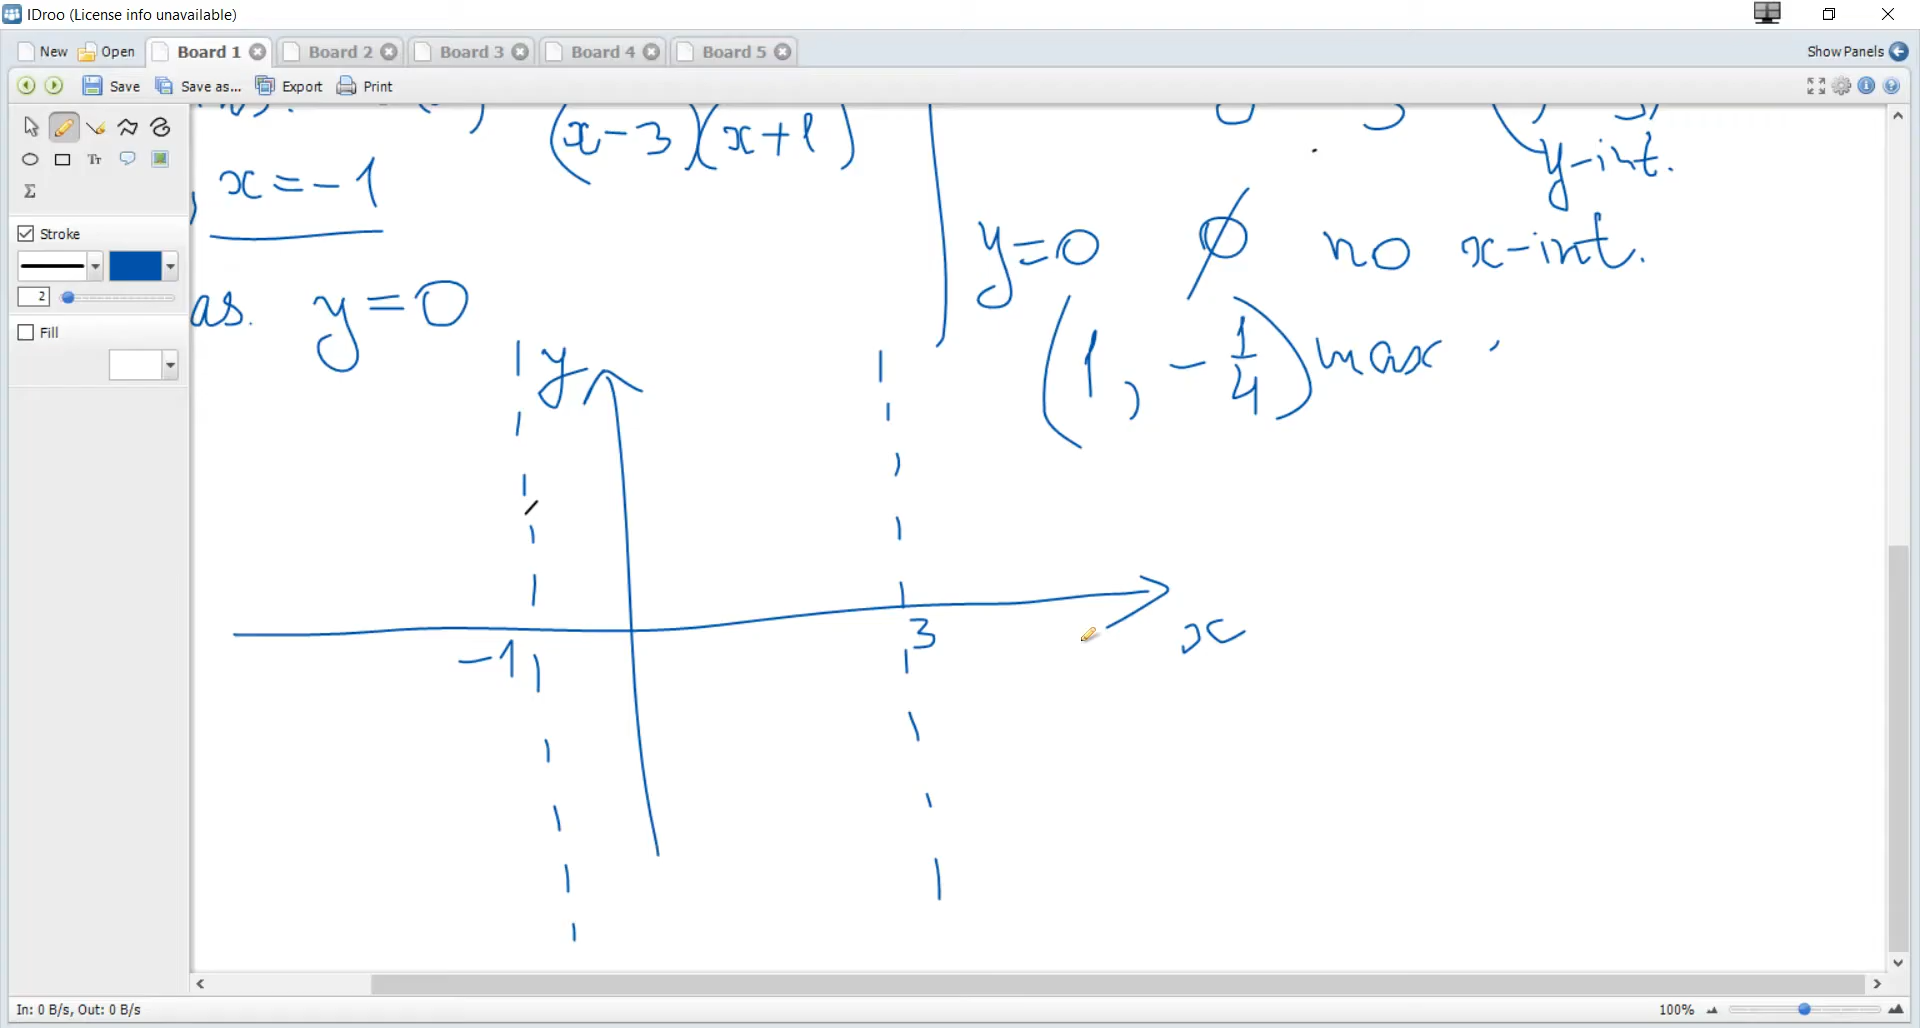 IDroo (License info unavailable)
New Open Board 1 Board 2 Board 3 Board 4 Board 5 Show Panels
Save Save as... Export Print
(x-3)(x+1)
, x=-1
y-int.
Stroke
y=0 ∅ no x-int.
2
as. y=0
Fill
(1, -1/4) max
y
3
-1
x
In: 0 B/s, Out: 0 B/s 100%